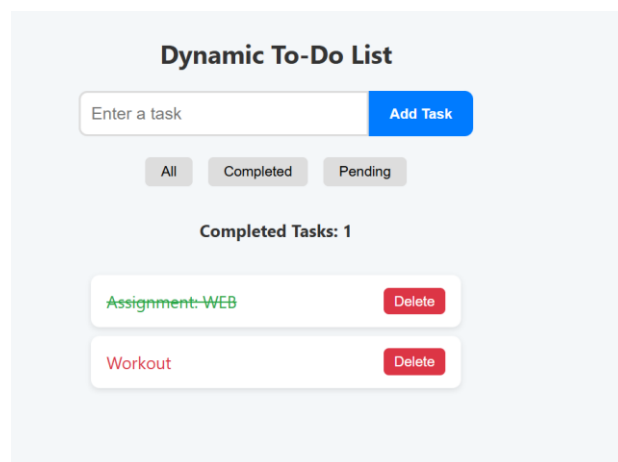 Dynamic To-Do List
Enter a task Add Task
All Completed Pending
Completed Tasks: 1
Assignment: WEB Delete
Workout Delete